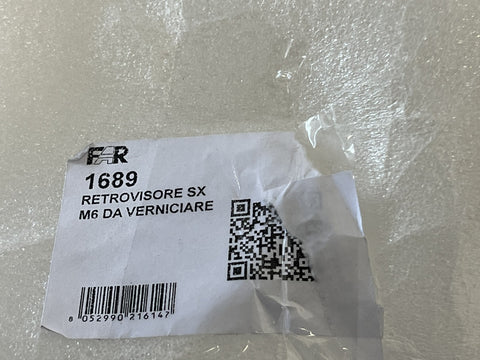 FAR
1689
RETROVISORE SX
M6 DA VERNICIARE
8 052990 216147